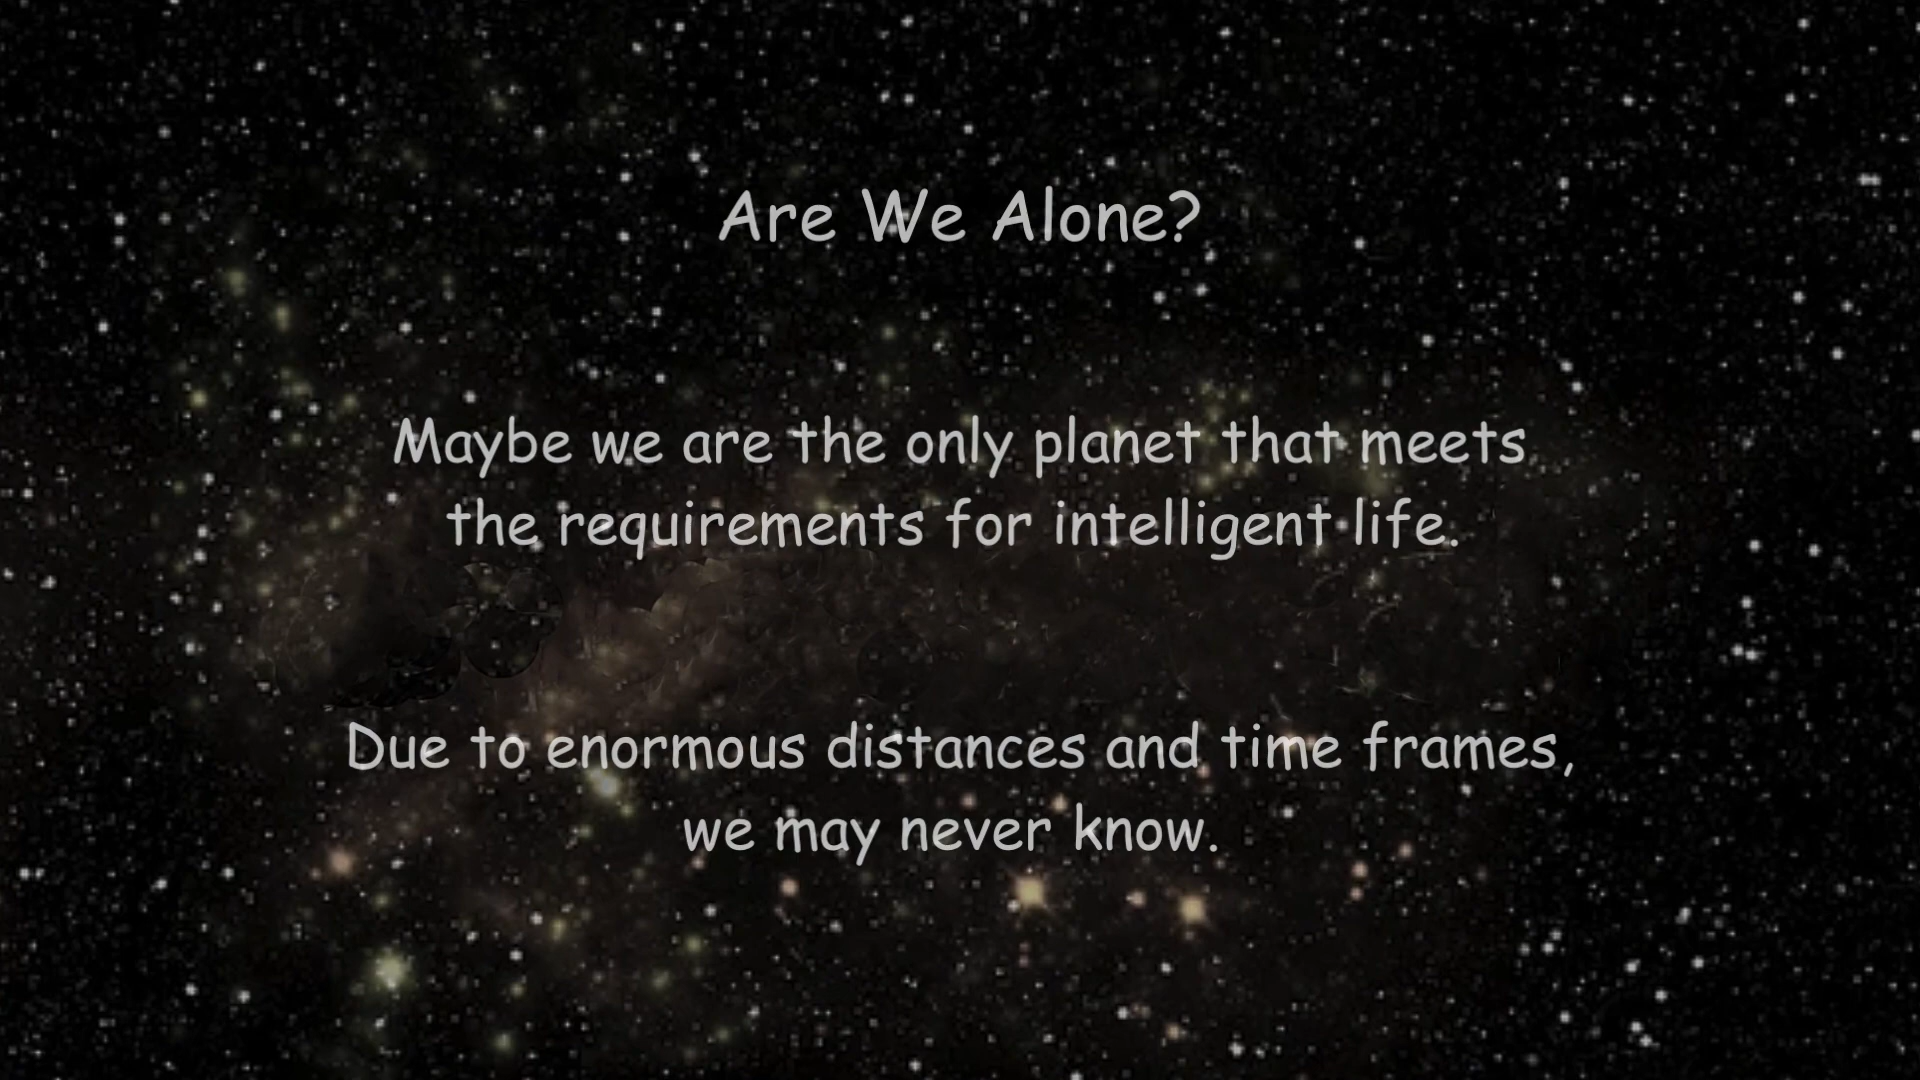 Are We Alone?
Maybe we are the only planet that meets
the requirements for intelligent life.
Due to enormous distances and time frames,
we may never know.